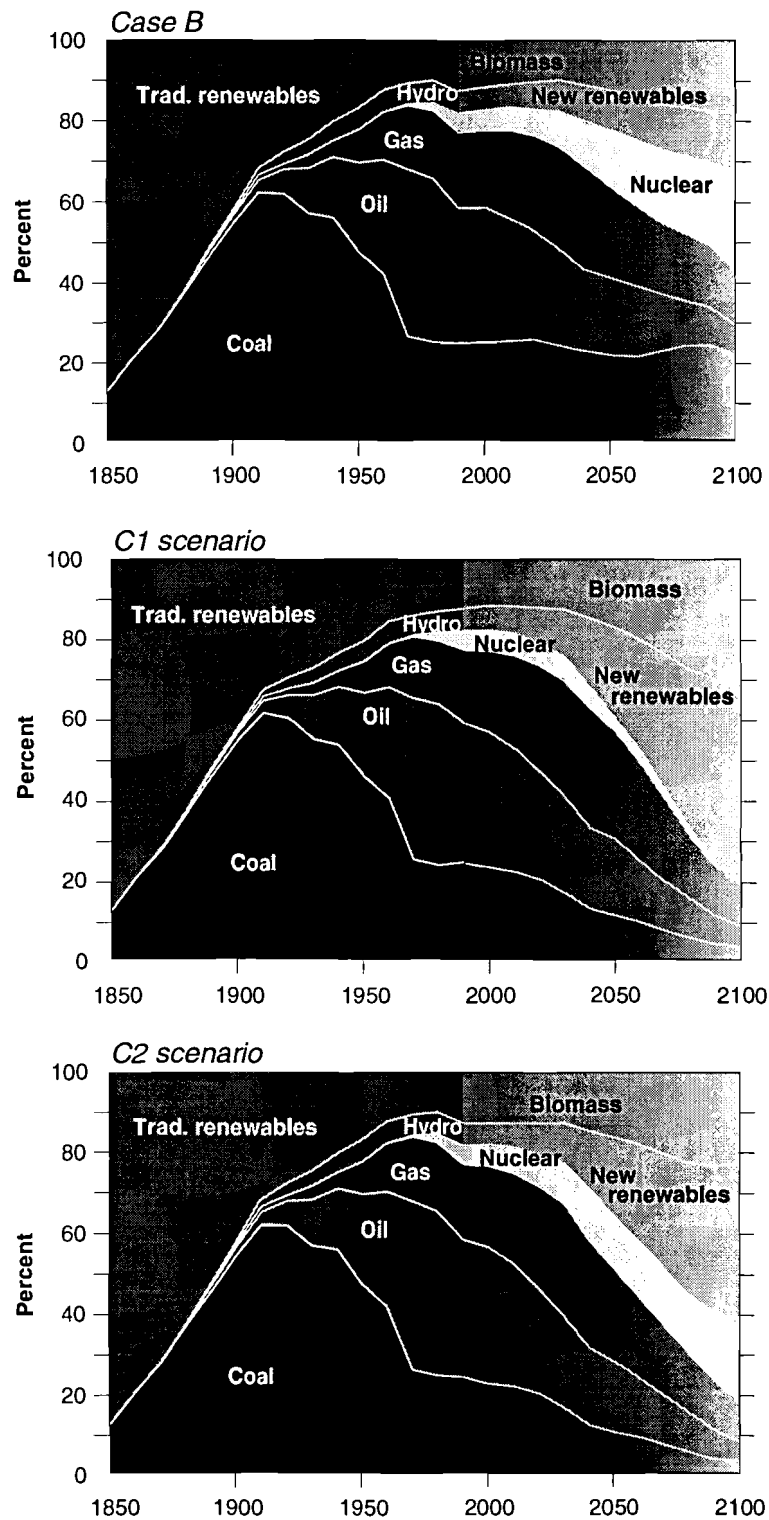 Case B
100
80
60
40
20
0
Percent
Trad. renewables
Biomass
Hydro
New renewables
Gas
Nuclear
Oil
Coal
1850 1900 1950 2000 2050 2100
C1 scenario
100
80
60
40
20
0
Percent
Trad. renewables
Biomass
Hydro
Nuclear
Gas
New
renewables
Oil
Coal
1850 1900 1950 2000 2050 2100
C2 scenario
100
80
60
40
20
0
Percent
Trad. renewables
Biomass
Hydro
Nuclear
Gas
New
renewables
Oil
Coal
1850 1900 1950 2000 2050 2100